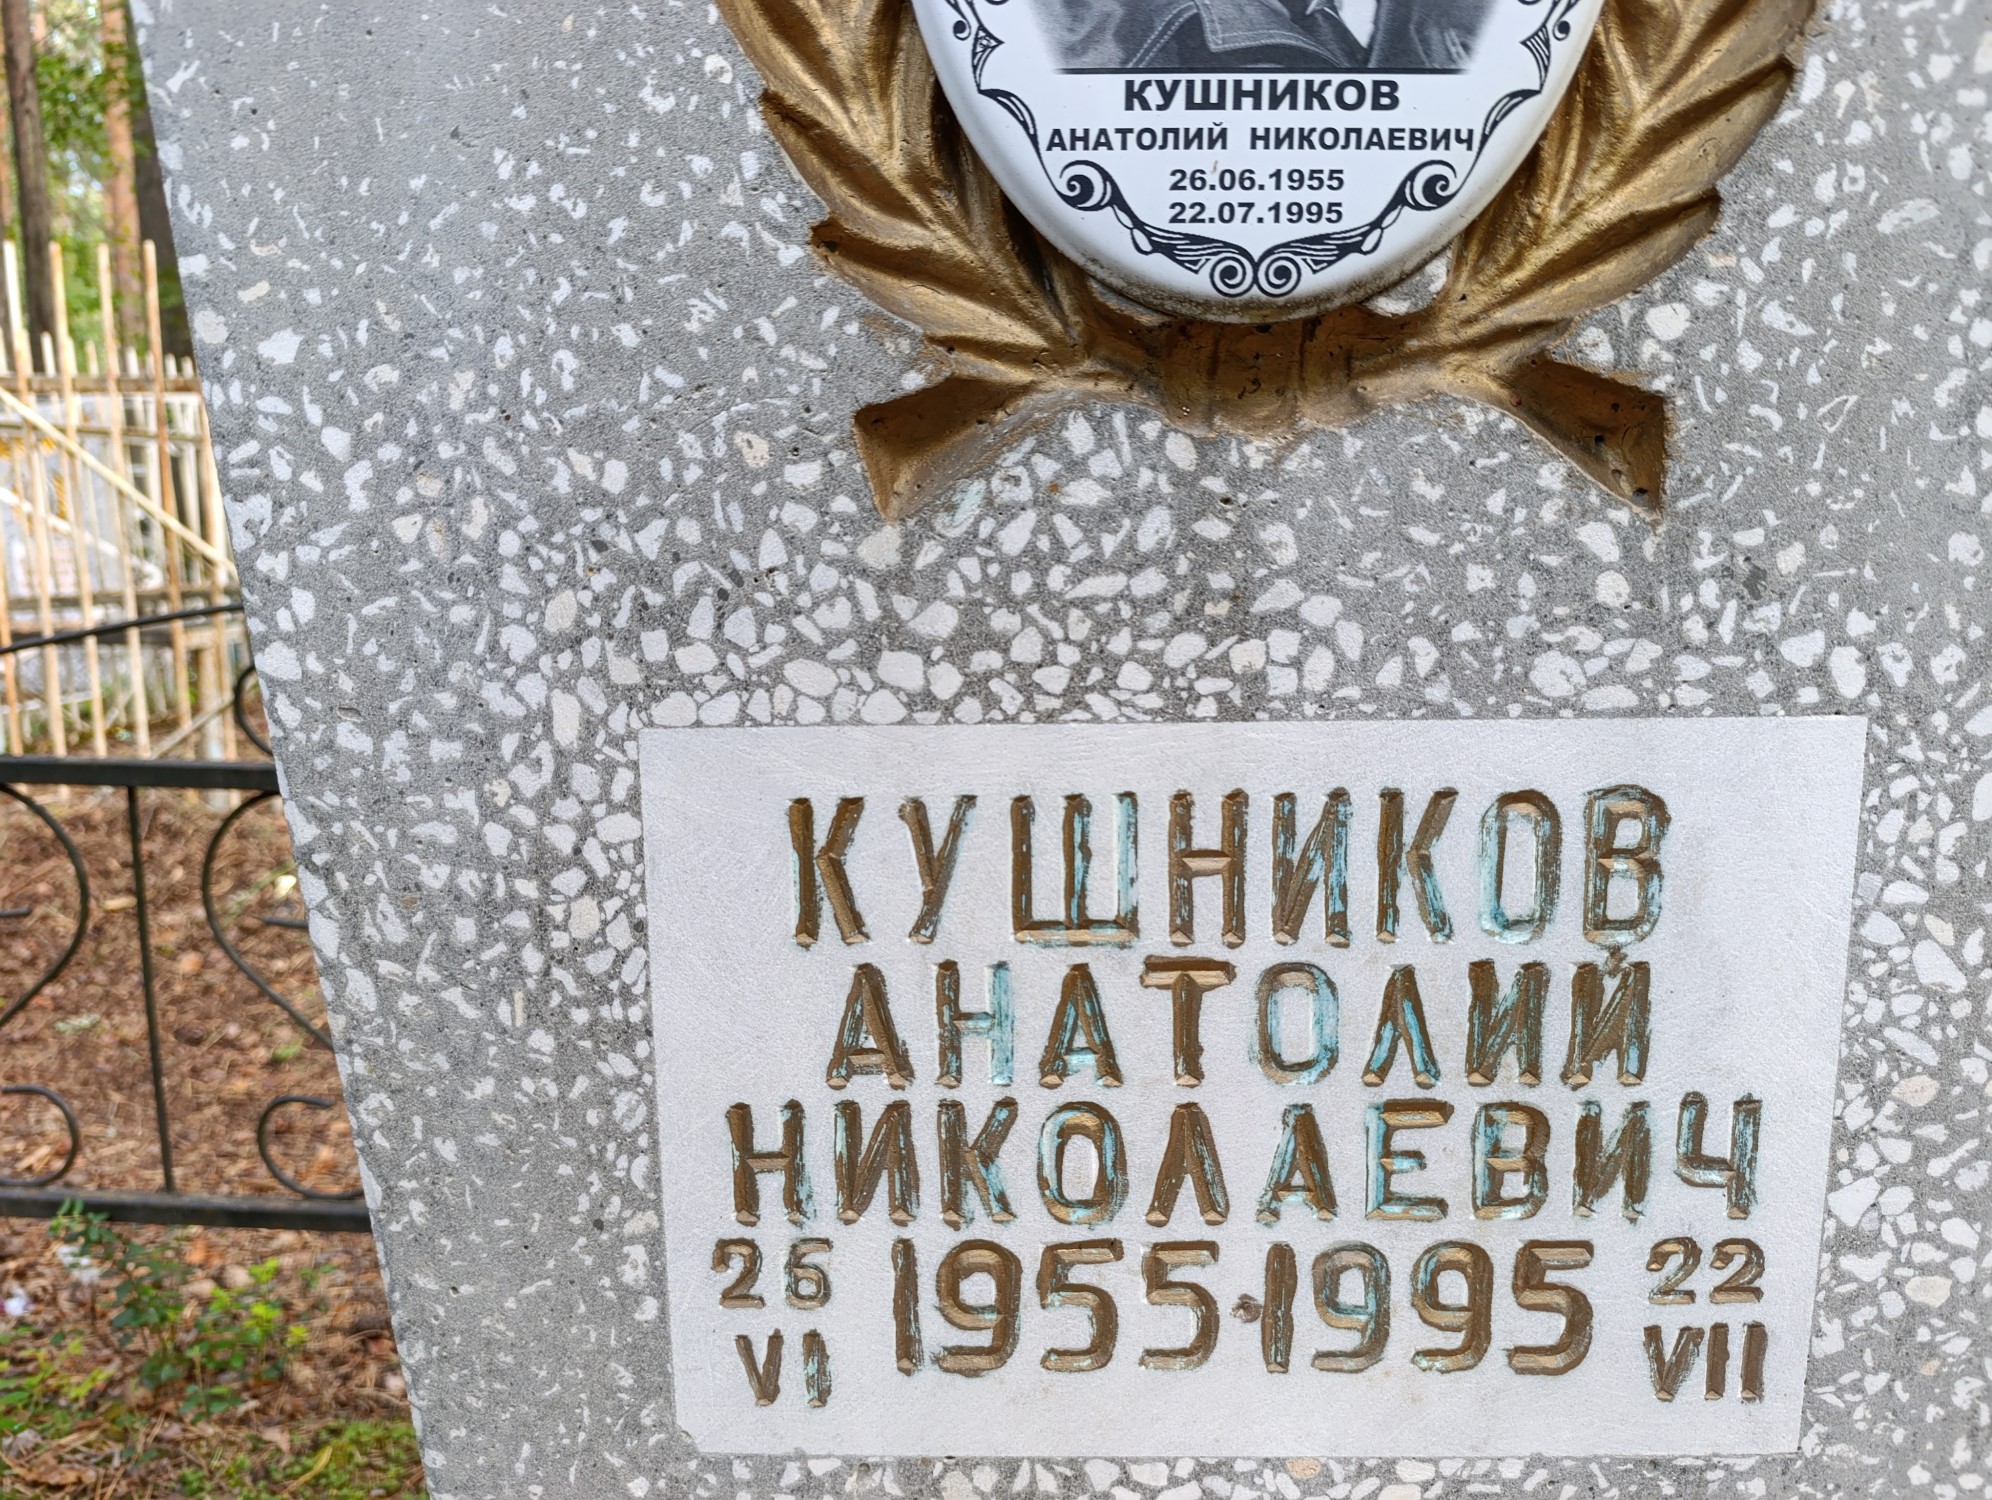 КУШНИКОВ
АНАТОЛИЙ НИКОЛАЕВИЧ
26.06.1955
22.07.1995
КУШНИКОВ
АНАТОЛИЙ
НИКОЛАЕВИЧ
26 VI 1955·1995 22 VII